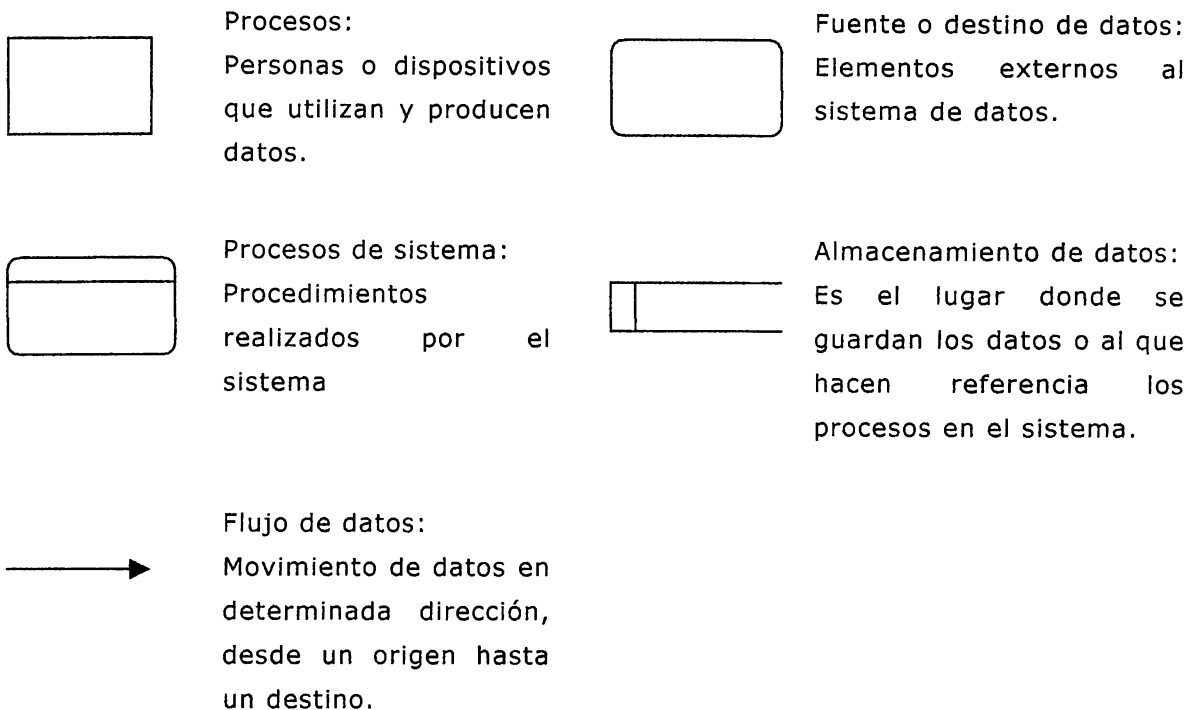 Procesos:
Personas o dispositivos
que utilizan y producen
datos.
Fuente o destino de datos:
Elementos externos al
sistema de datos.
Procesos de sistema:
Procedimientos
realizados por el
sistema
Almacenamiento de datos:
Es el lugar donde se
guardan los datos o al que
hacen referencia los
procesos en el sistema.
Flujo de datos:
Movimiento de datos en
determinada dirección,
desde un origen hasta
un destino.